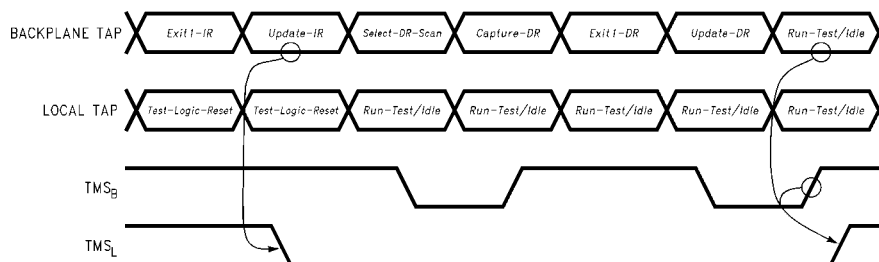 BACKPLANE TAP Exit1-IR Update-IR Select-DR-Scan Capture-DR Exit1-DR Update-DR Run-Test/Idle
LOCAL TAP Test-Logic-Reset Test-Logic-Reset Run-Test/Idle Run-Test/Idle Run-Test/Idle Run-Test/Idle Run-Test/Idle
TMSB
TMSL